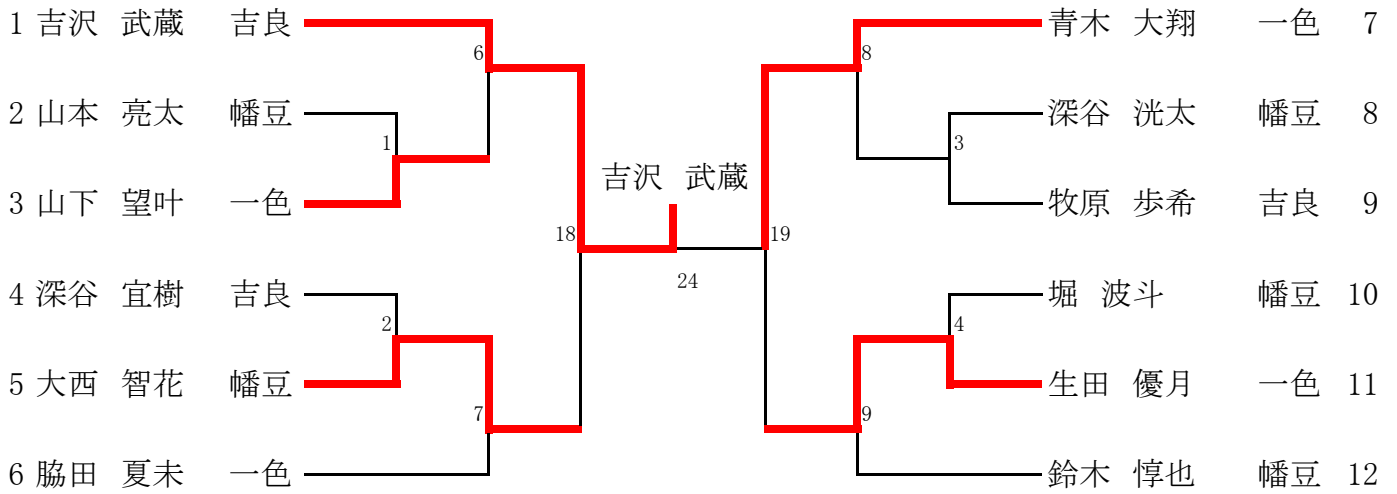 1 吉沢 武蔵 吉良
青木 大翔 一色 7
6
8
2 山本 亮太 幡豆
深谷 洸太 幡豆 8
1
3
吉沢 武蔵
3 山下 望叶 一色
牧原 歩希 吉良 9
18
19
24
4 深谷 宜樹 吉良
堀 波斗 幡豆 10
2
4
5 大西 智花 幡豆
生田 優月 一色 11
7
9
6 脇田 夏未 一色
鈴木 惇也 幡豆 12